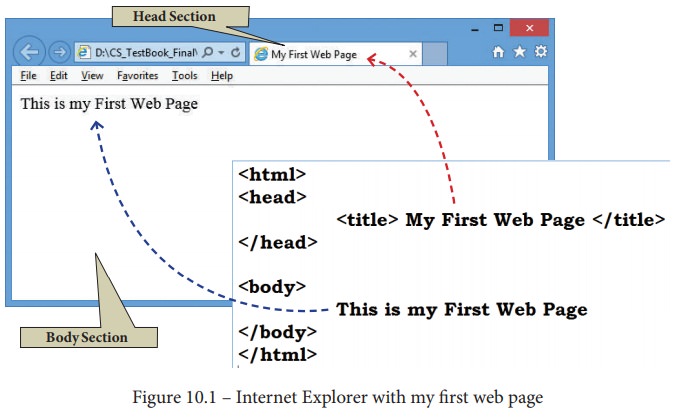 Head Section
D:\CS_TestBook_Final\
My First Web Page
File Edit View Favorites Tools Help
This is my First Web Page
<html>
<head>
<title> My First Web Page </title>
</head>
<body>
This is my First Web Page
</body>
</html>
Body Section
Figure 10.1 – Internet Explorer with my first web page